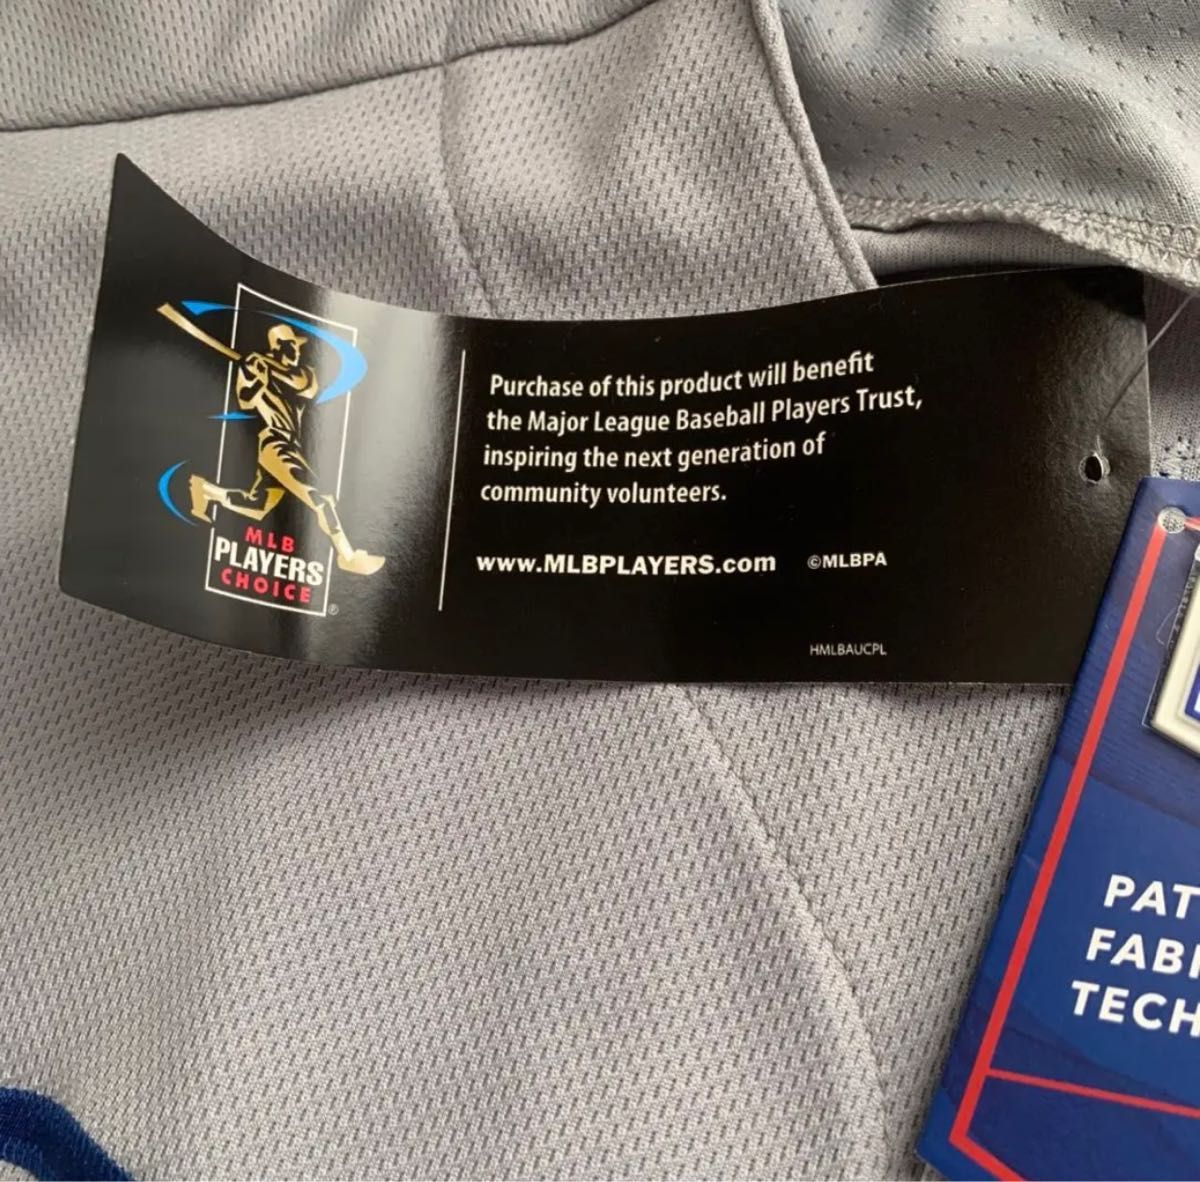 MLB
PLAYERS
CHOICE
®
Purchase of this product will benefit
the Major League Baseball Players Trust,
inspiring the next generation of
community volunteers.
www.MLBPLAYERS.com ©MLBPA
HMLBAUCPL
PAT
FAB
TECH